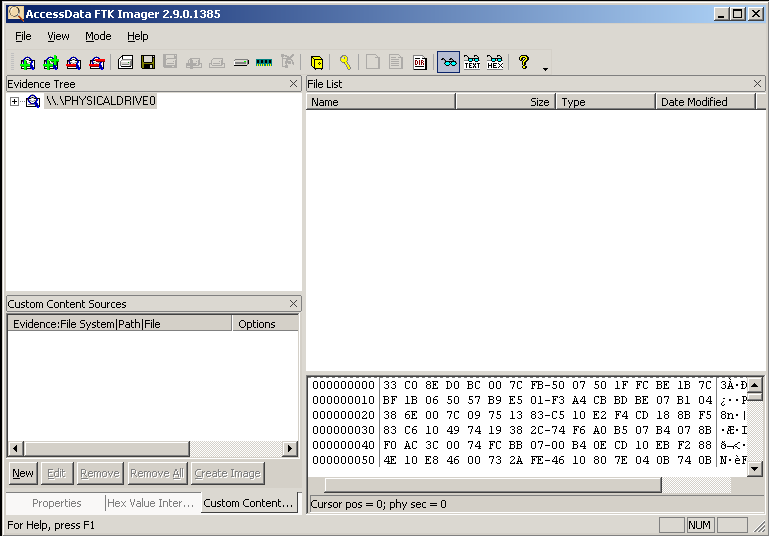 AccessData FTK Imager 2.9.0.1385
File View Mode Help
TEXT HEX DIR
Evidence Tree
\\.\PHYSICALDRIVE0
File List
Name Size Type Date Modified
Custom Content Sources
Evidence:File System|Path|File Options
New Edit Remove Remove All Create Image
Properties Hex Value Inter... Custom Content...
000000000 33 C0 8E D0 BC 00 7C FB-50 07 50 1F FC BE 1B 7C 3À·Ð
000000010 BF 1B 06 50 57 B9 E5 01-F3 A4 CB BD BE 07 B1 04 ¿··P
000000020 38 6E 00 7C 09 75 13 83-C5 10 E2 F4 CD 18 8B F5 8n·|
000000030 83 C6 10 49 74 19 38 2C-74 F6 A0 B5 07 B4 07 8B ·Æ·I
000000040 F0 AC 3C 00 74 FC BB 07-00 B4 0E CD 10 EB F2 88 ð¬<·
000000050 4E 10 E8 46 00 73 2A FE-46 10 80 7E 04 0B 74 0B N·èF
Cursor pos = 0; phy sec = 0
For Help, press F1 NUM